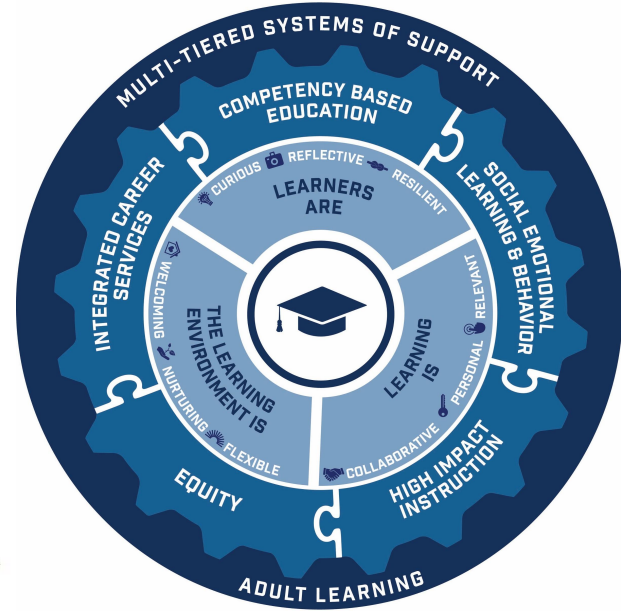 MULTI-TIERED SYSTEMS OF SUPPORT
COMPETENCY BASED
EDUCATION
SOCIAL EMOTIONAL
LEARNING & BEHAVIOR
HIGH IMPACT
INSTRUCTION
EQUITY
INTEGRATED CAREER
SERVICES
CURIOUS
REFLECTIVE
RESILIENT
LEARNERS
ARE
RELEVANT
PERSONAL
COLLABORATIVE
LEARNING
IS
WELCOMING
NURTURING
FLEXIBLE
THE LEARNING
ENVIRONMENT IS
ADULT LEARNING